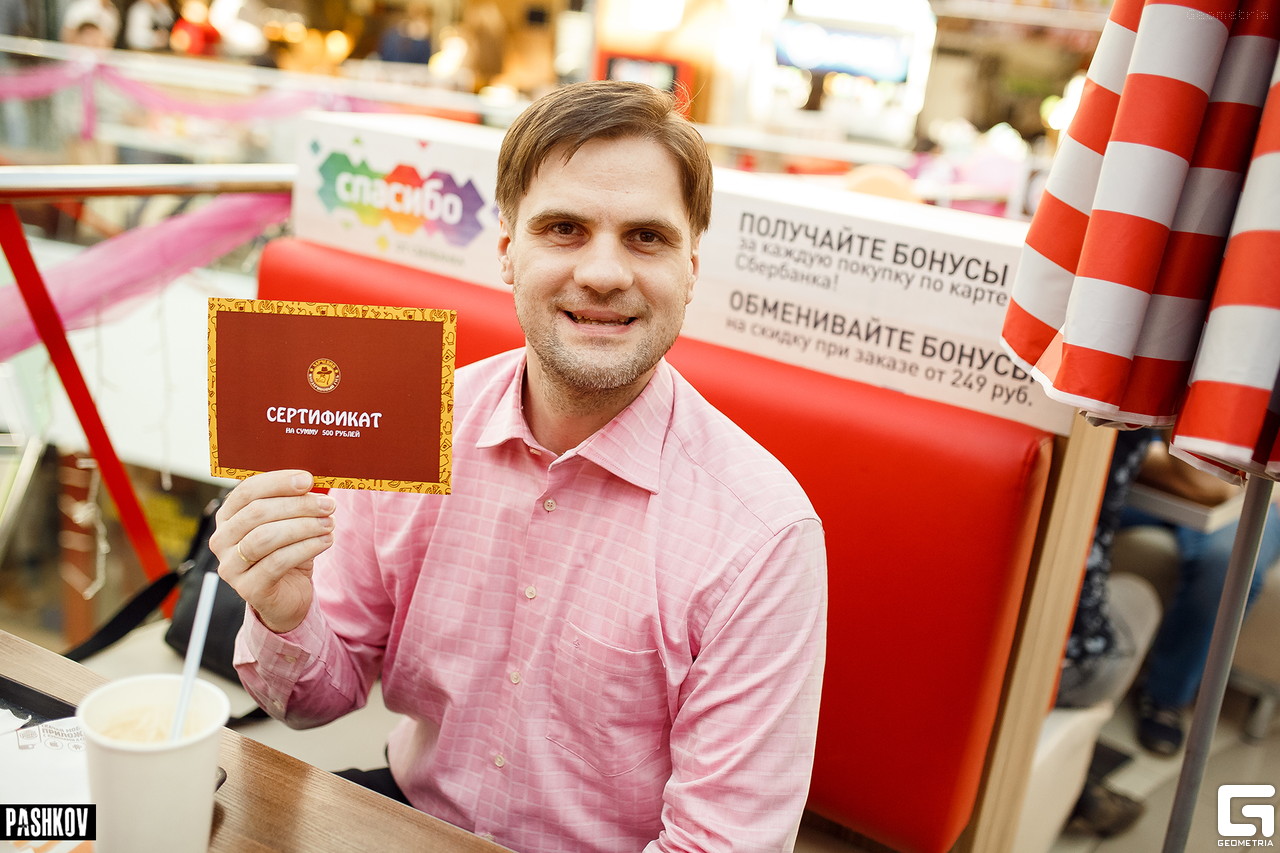 geometria
спасибо
ПОЛУЧАЙТЕ БОНУСЫ
за каждую покупку по карте
Сбербанка!
ОБМЕНИВАЙТЕ БОНУСЫ
на скидку при заказе от 249 руб.
СЕРТИФИКАТ
НА СУММУ 500 РУБЛЕЙ
PASHKOV
GEOMETRIA